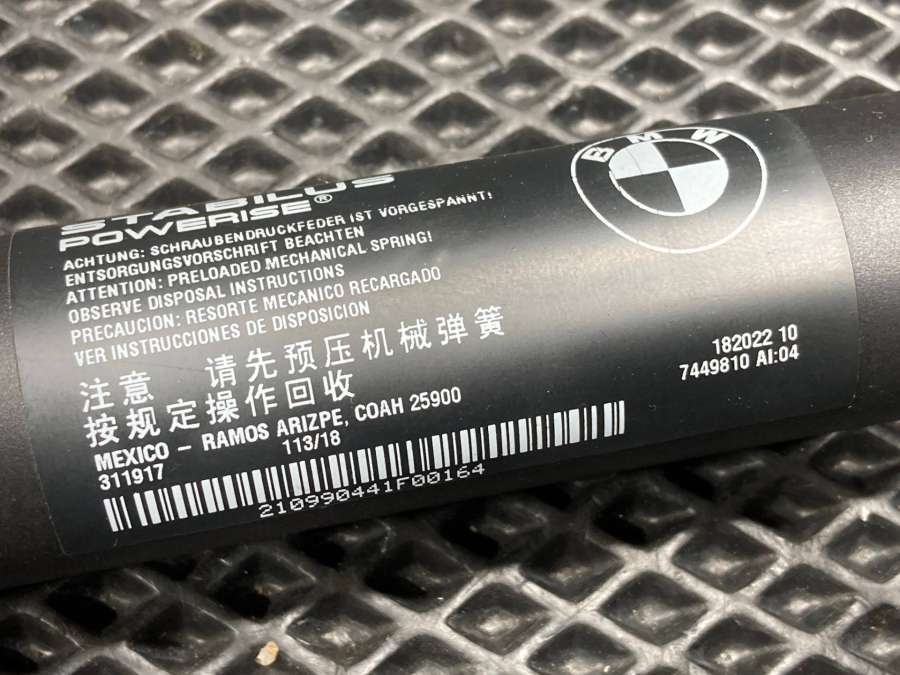 STABILUS
POWERISE®
ACHTUNG: SCHRAUBENDRUCKFEDER IST VORGESPANNT!
ENTSORGUNGSVORSCHRIFT BEACHTEN
ATTENTION: PRELOADED MECHANICAL SPRING!
OBSERVE DISPOSAL INSTRUCTIONS
PRECAUCION: RESORTE MECANICO RECARGADO
VER INSTRUCCIONES DE DISPOSICION
注意 请先预压机械弹簧
按规定操作回收
MEXICO - RAMOS ARIZPE, COAH 25900
311917 113/18
210990441F00164
BMW
182022 10
7449810 AI:04